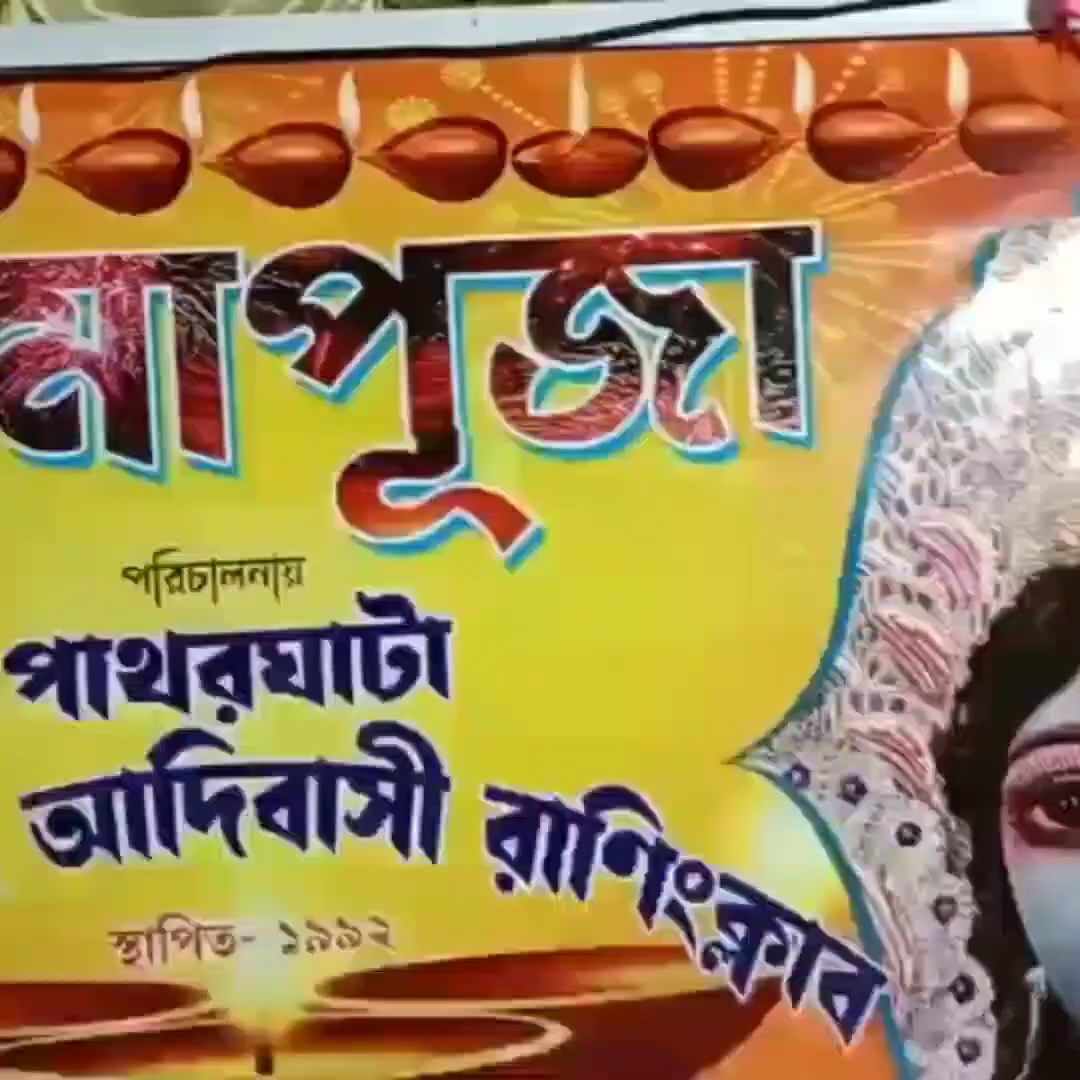 মাপূজা
পরিচালনায়
পাথরঘাটা
আদিবাসী রাণিংক্লাব
স্থাপিত- ১৯৯২